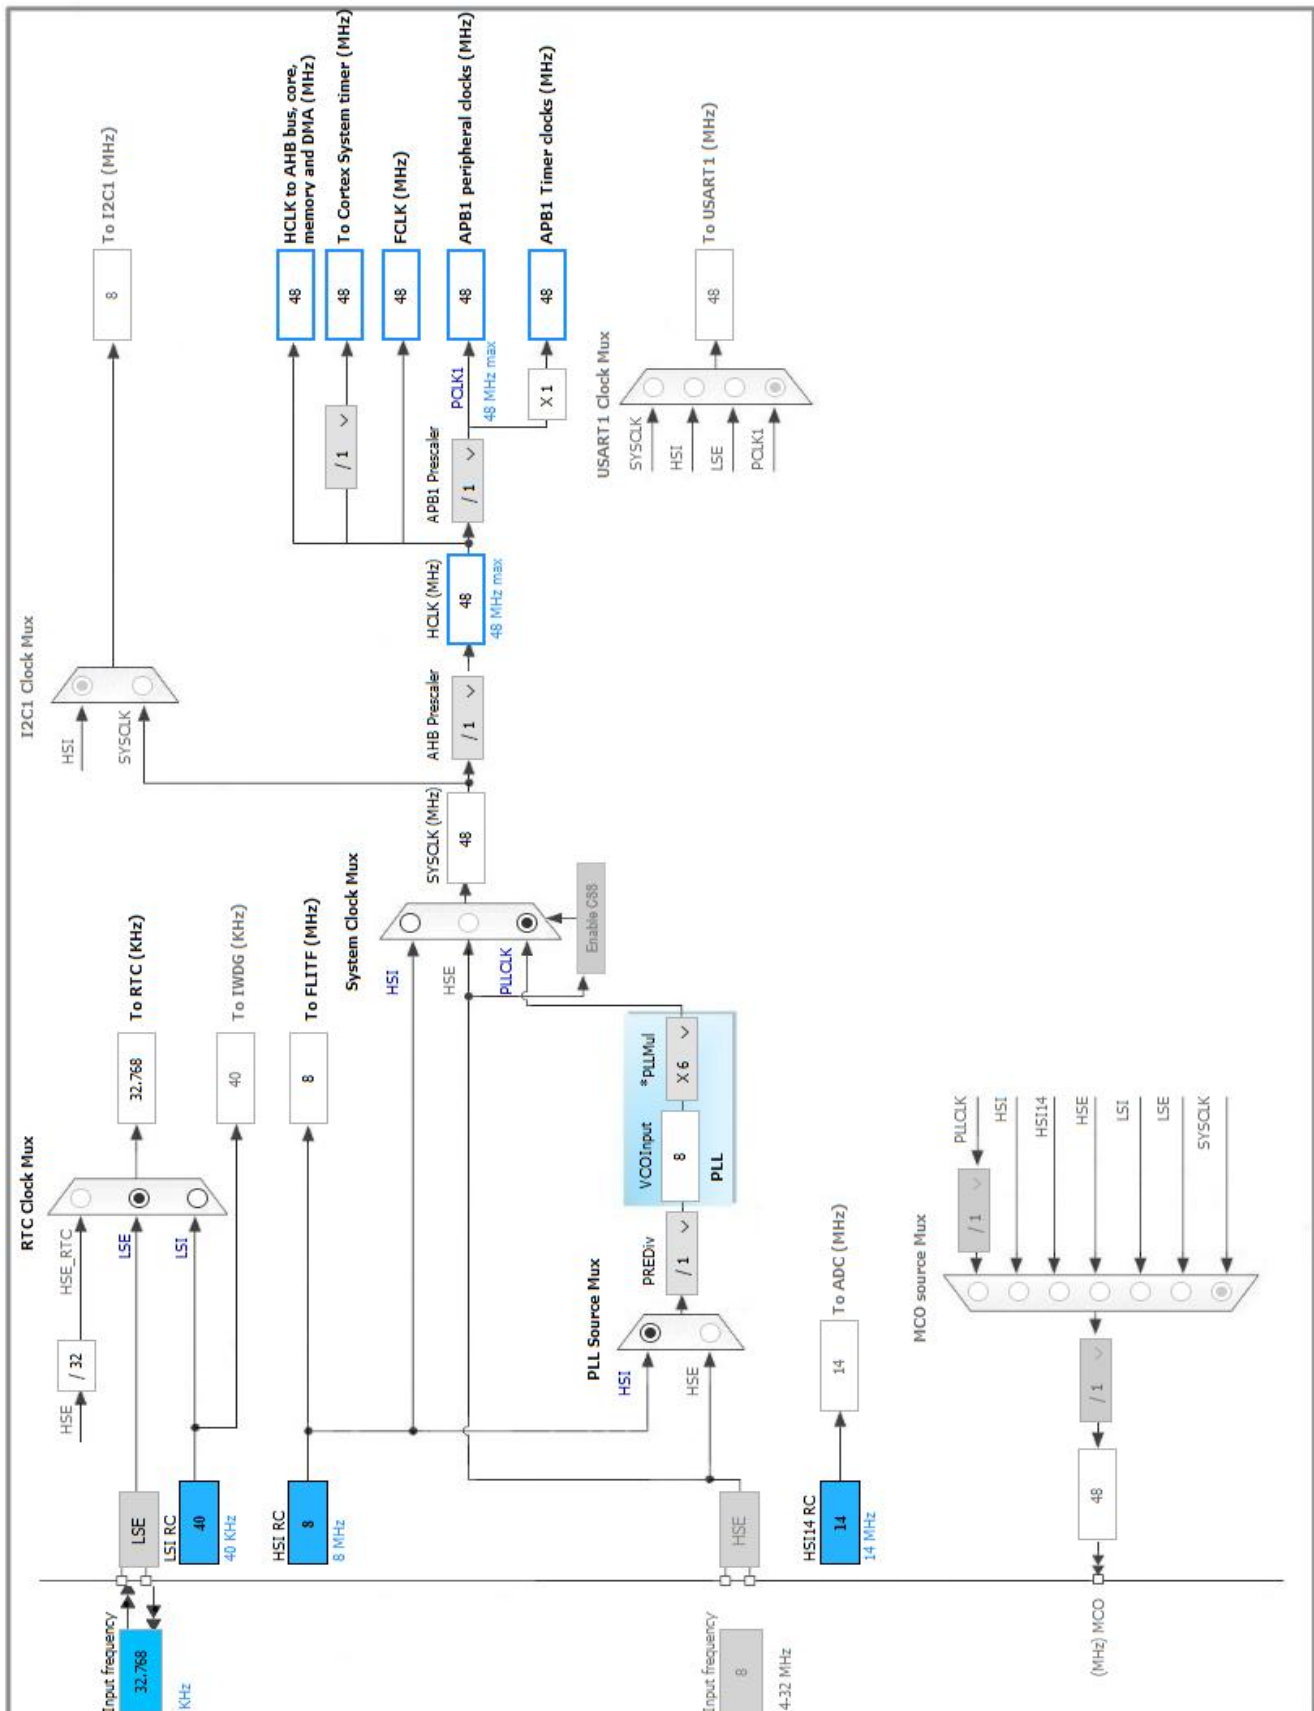 RTC Clock Mux
I2C1 Clock Mux
Input frequency
32.768
KHz
LSE
HSE
/ 32
HSE_RTC
LSE
LSI
32.768
To RTC (KHz)
HSI
SYSCLK
8
To I2C1 (MHz)
LSI RC
40
40 KHz
40
To IWDG (KHz)
HSI RC
8
8 MHz
8
To FLITF (MHz)
System Clock Mux
HSI
HSE
PLLCLK
SYSCLK (MHz)
48
AHB Prescaler
/ 1
HCLK (MHz)
48
48 MHz max
48
HCLK to AHB bus, core,
memory and DMA (MHz)
/ 1
48
To Cortex System timer (MHz)
48
FCLK (MHz)
APB1 Prescaler
/ 1
PCLK1
48 MHz max
48
APB1 peripheral clocks (MHz)
X 1
48
APB1 Timer clocks (MHz)
Enable CSS
PLL Source Mux
HSI
HSE
PREDiv
/ 1
VCOInput
8
*PLLMul
X 6
PLL
USART1 Clock Mux
SYSCLK
HSI
LSE
PCLK1
48
To USART1 (MHz)
Input frequency
8
4-32 MHz
HSE
HSI14 RC
14
14 MHz
14
To ADC (MHz)
MCO source Mux
(MHz) MCO
48
/ 1
/ 1
PLLCLK
HSI
HSI14
HSE
LSI
LSE
SYSCLK